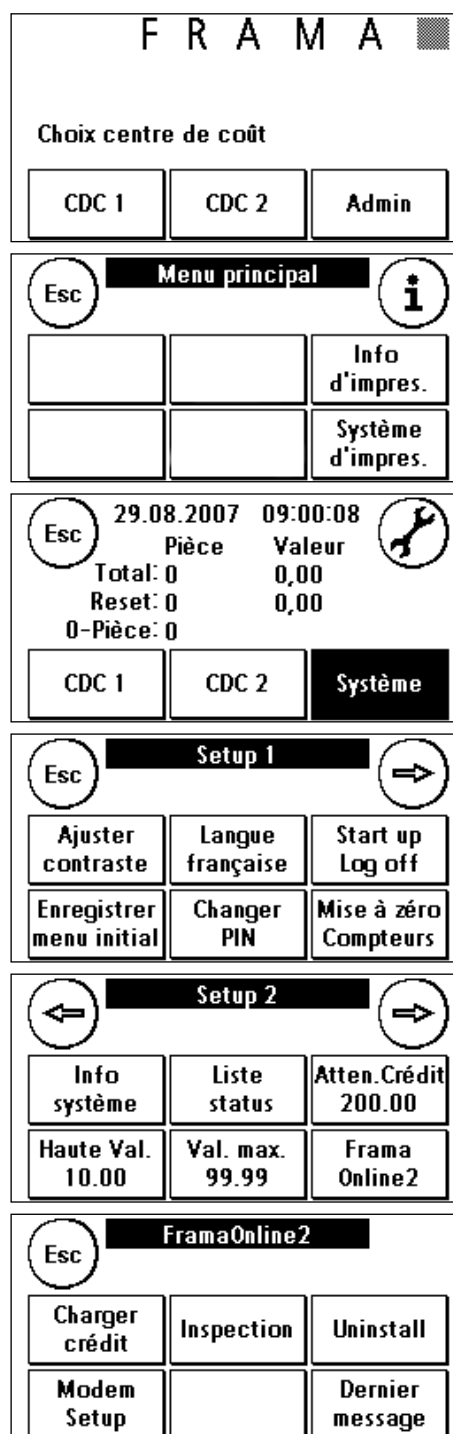 FRAMA
Choix centre de coût
CDC 1 CDC 2 Admin
Esc Menu principal i
Info
d'impres.
Système
d'impres.
Esc 29.08.2007 09:00:08
Pièce Valeur
Total: 0 0,00
Reset: 0 0,00
0-Pièce: 0
CDC 1 CDC 2 Système
Esc Setup 1
Ajuster Langue Start up
contraste française Log off
Enregistrer Changer Mise à zéro
menu initial PIN Compteurs
Setup 2
Info Liste Atten.Crédit
système status 200.00
Haute Val. Val. max. Frama
10.00 99.99 Online2
Esc FramaOnline2
Charger
crédit Inspection Uninstall
Modem Dernier
Setup message